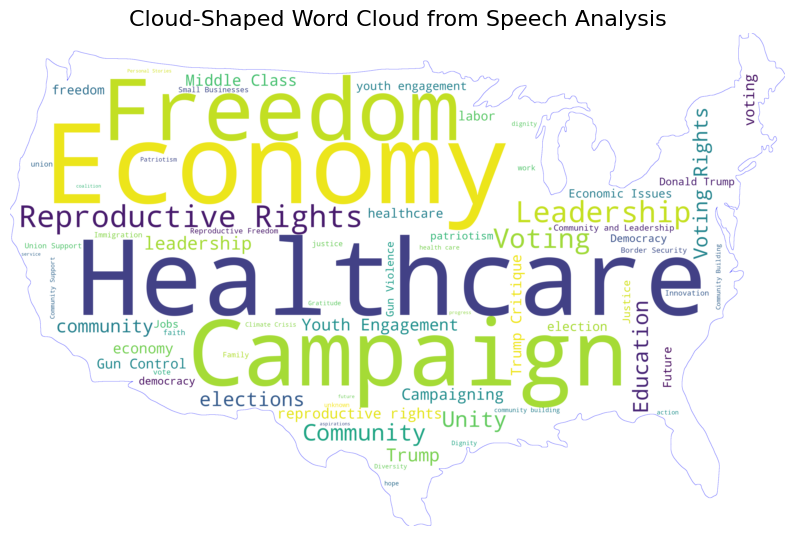 Cloud-Shaped Word Cloud from Speech Analysis
Personal Stories
Middle Class
freedom
Small Businesses
youth engagement
voting
Freedom
labor
dignity
Economy
union
Patriotism
work
coalition
Donald Trump
Economic Issues
Voting Rights
Reproductive Rights
healthcare
Leadership
Reproductive Freedom
Community and Leadership
Immigration
patriotism
Voting
Democracy
Union Support
leadership
justice
health care
Border Security
service
Healthcare
Community Support
Gun Violence
Trump Critique
Justice
Innovation
Community Building
Gratitude
progress
community
Jobs
Climate Crisis
Youth Engagement
election
faith
Campaign
economy
Family
Gun Control
vote
democracy
Education
Future
elections
future
Campaigning
unknown
reproductive rights
community building
action
aspirations
Community
Unity
Trump
Dignity
Diversity
hope